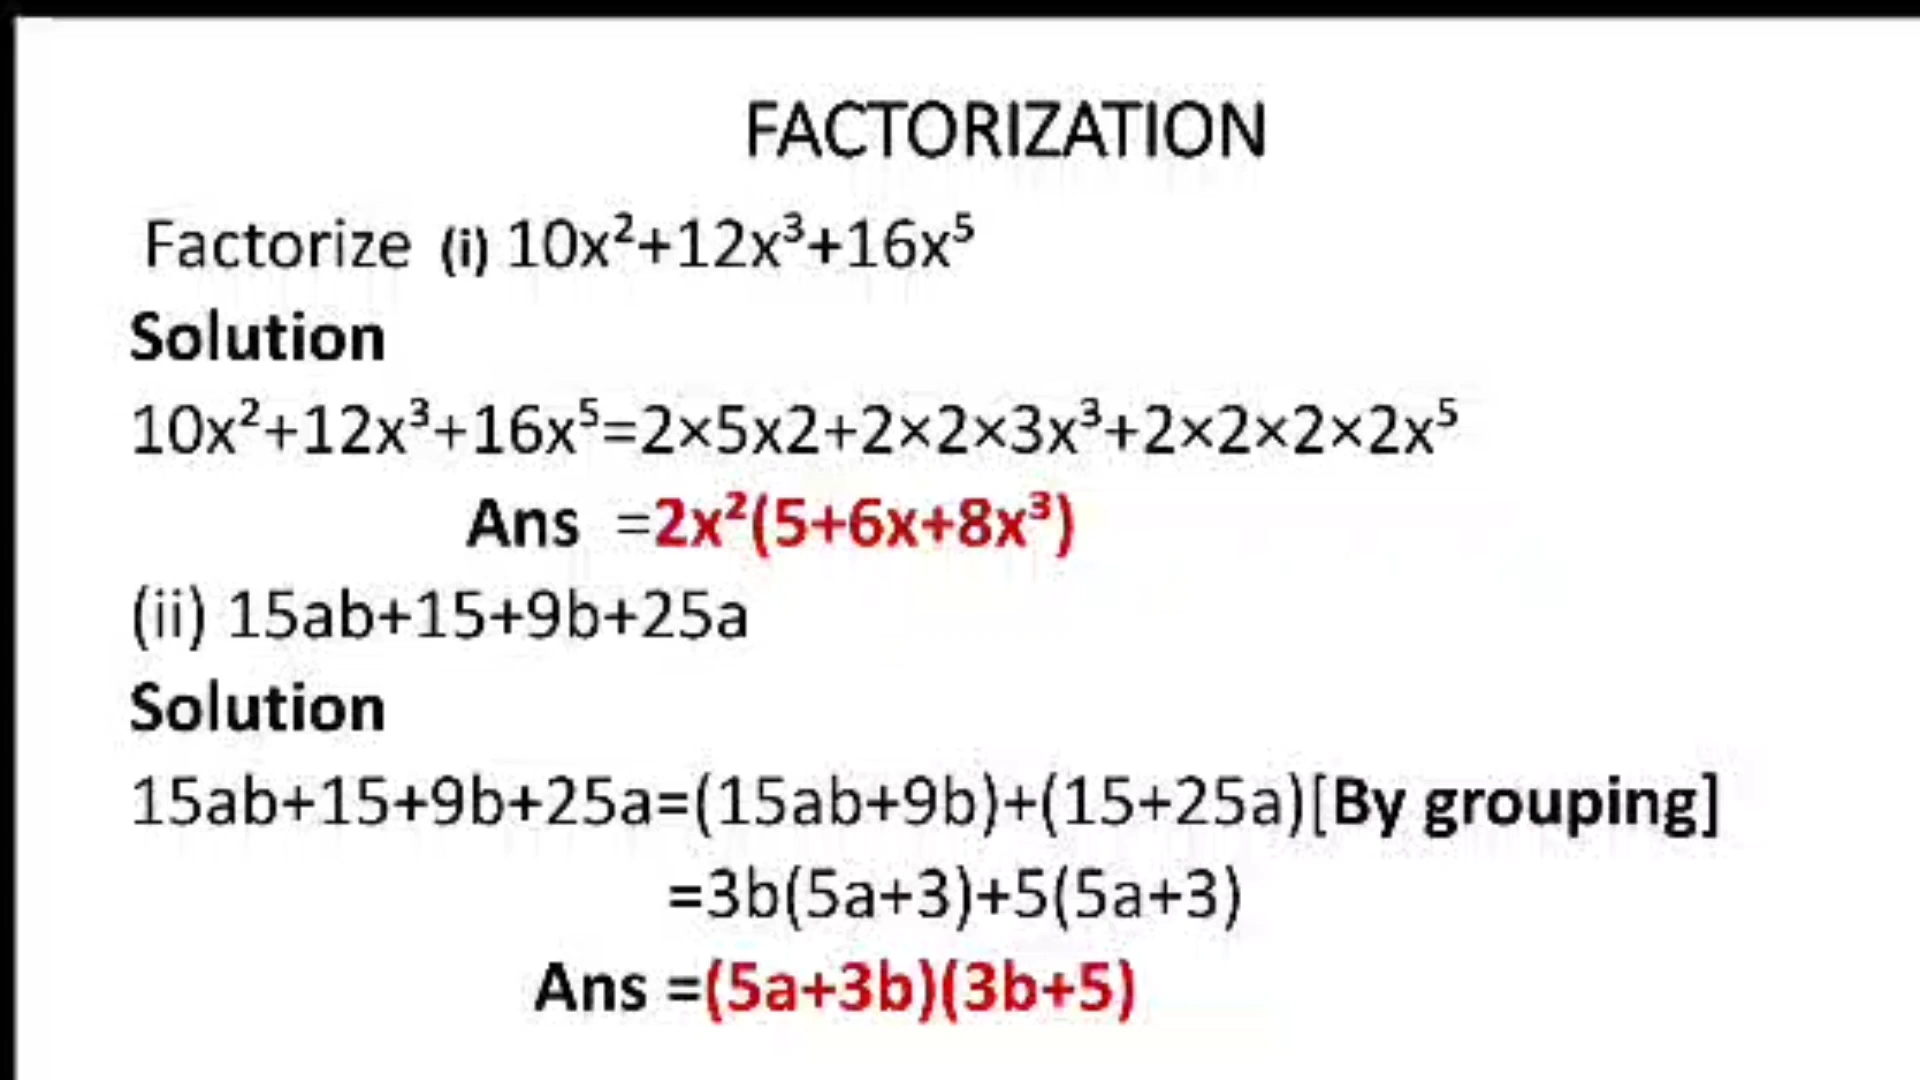 FACTORIZATION
Factorize (i) 10x²+12x³+16x⁵
Solution
10x²+12x³+16x⁵=2×5x2+2×2×3x³+2×2×2×2x⁵
Ans =2x²(5+6x+8x³)
(ii) 15ab+15+9b+25a
Solution
15ab+15+9b+25a=(15ab+9b)+(15+25a)[By grouping]
=3b(5a+3)+5(5a+3)
Ans =(5a+3b)(3b+5)